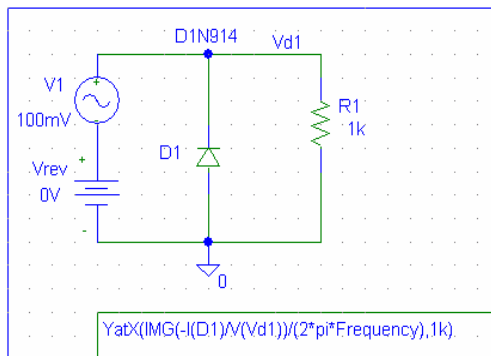 D1N914
Vd1
V1
100mV
R1
1k
D1
Vrev
0V
0
YatX(IMG(-I(D1)/V(Vd1))/(2*pi*Frequency),1k)